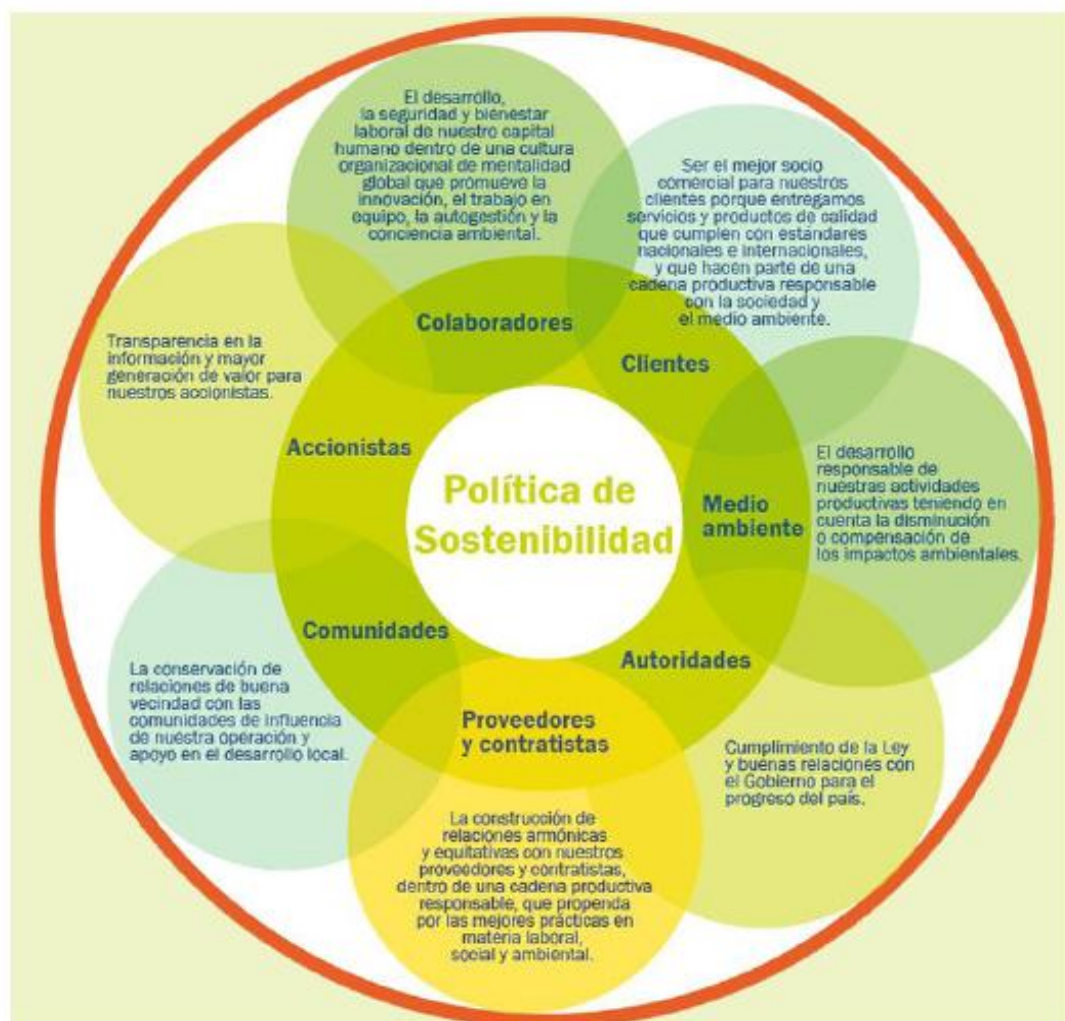 El desarrollo,
la seguridad y bienestar
laboral de nuestro capital
humano dentro de una cultura
organizacional de mentalidad
global que promueve la
innovación, el trabajo en
equipo, la autogestión y la
conciencia ambiental.
Colaboradores
Ser el mejor socio
comercial para nuestros
clientes porque entregamos
servicios y productos de calidad
que cumplen con estándares
nacionales e internacionales,
y que hacen parte de una
cadena productiva responsable
con la sociedad y
el medio ambiente.
Clientes
El desarrollo
responsable de
nuestras actividades
productivas teniendo en
cuenta la disminución
o compensación de
los impactos ambientales.
Medio
ambiente
Cumplimiento de la Ley
y buenas relaciones con
el Gobierno para el
progreso del país.
Autoridades
Proveedores
y contratistas
La construcción de
relaciones armónicas
y equitativas con nuestros
proveedores y contratistas,
dentro de una cadena productiva
responsable, que propenda
por las mejores prácticas en
materia laboral,
social y ambiental.
Comunidades
La conservación de
relaciones de buena
vecindad con las
comunidades de influencia
de nuestra operación y
apoyo en el desarrollo local.
Accionistas
Transparencia en la
información y mayor
generación de valor para
nuestros accionistas.
Política de
Sostenibilidad